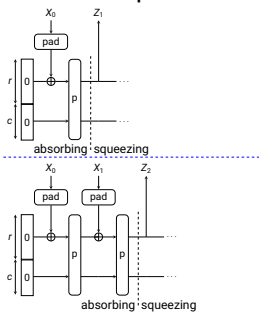 X0 Z1
pad
r 0 p ...
c 0 ...
absorbing squeezing
X0 X1 Z2
pad pad
r 0 p p ...
c 0 ...
absorbing squeezing